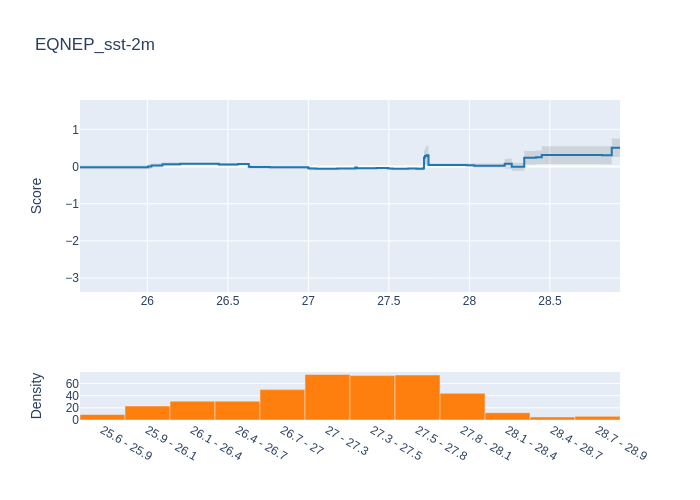 EQNEP_sst-2m
Score
1
0
−1
−2
−3
26
26.5
27
27.5
28
28.5
Density
60
40
20
0
25.6 - 25.9
25.9 - 26.1
26.1 - 26.4
26.4 - 26.7
26.7 - 27
27 - 27.3
27.3 - 27.5
27.5 - 27.8
27.8 - 28.1
28.1 - 28.4
28.4 - 28.7
28.7 - 28.9